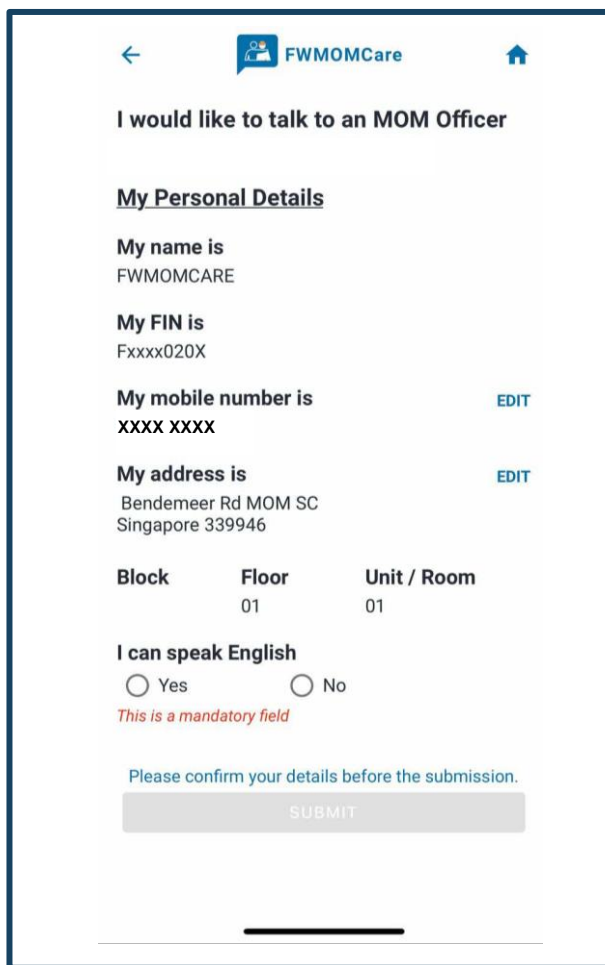 FWMOMCare
I would like to talk to an MOM Officer
My Personal Details
My name is
FWMOMCARE
My FIN is
Fxxxx020X
My mobile number is EDIT
XXXX XXXX
My address is EDIT
Bendemeer Rd MOM SC
Singapore 339946
Block Floor Unit / Room
01 01
I can speak English
Yes No
This is a mandatory field
Please confirm your details before the submission.
SUBMIT